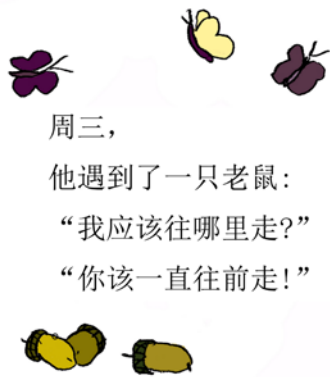 周三，
他遇到了一只老鼠:
“我应该往哪里走?”
“你该一直往前走!”